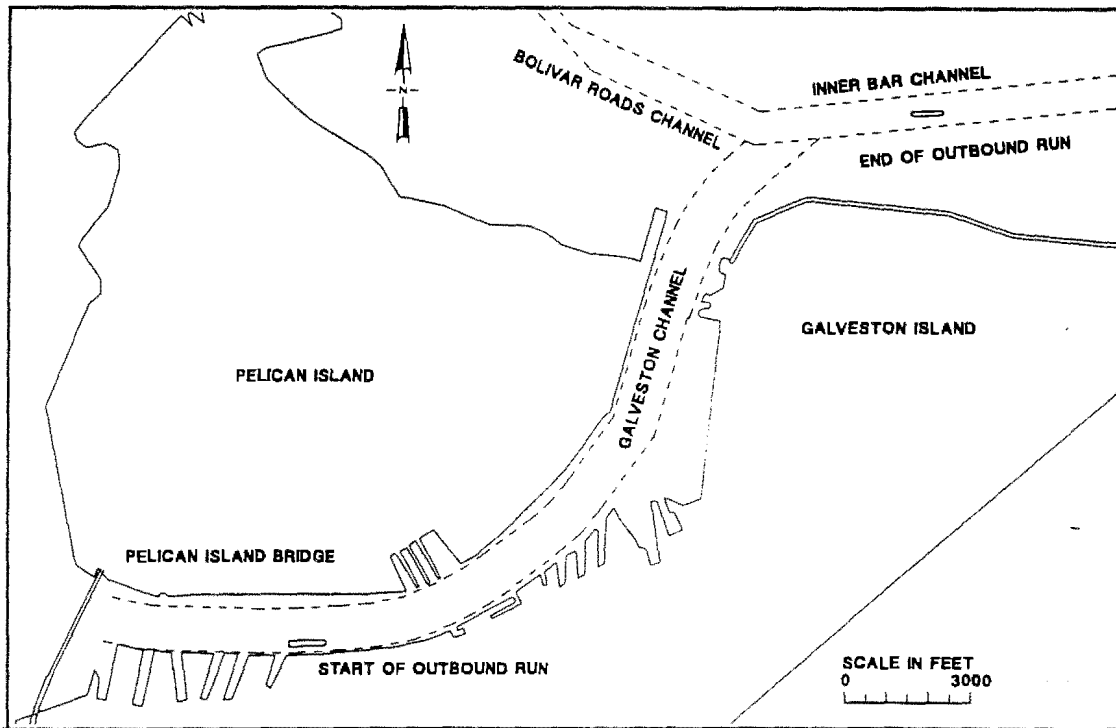 BOLIVAR ROADS CHANNEL
INNER BAR CHANNEL
N
END OF OUTBOUND RUN
GALVESTON CHANNEL
GALVESTON ISLAND
PELICAN ISLAND
PELICAN ISLAND BRIDGE
START OF OUTBOUND RUN
SCALE IN FEET
0 3000